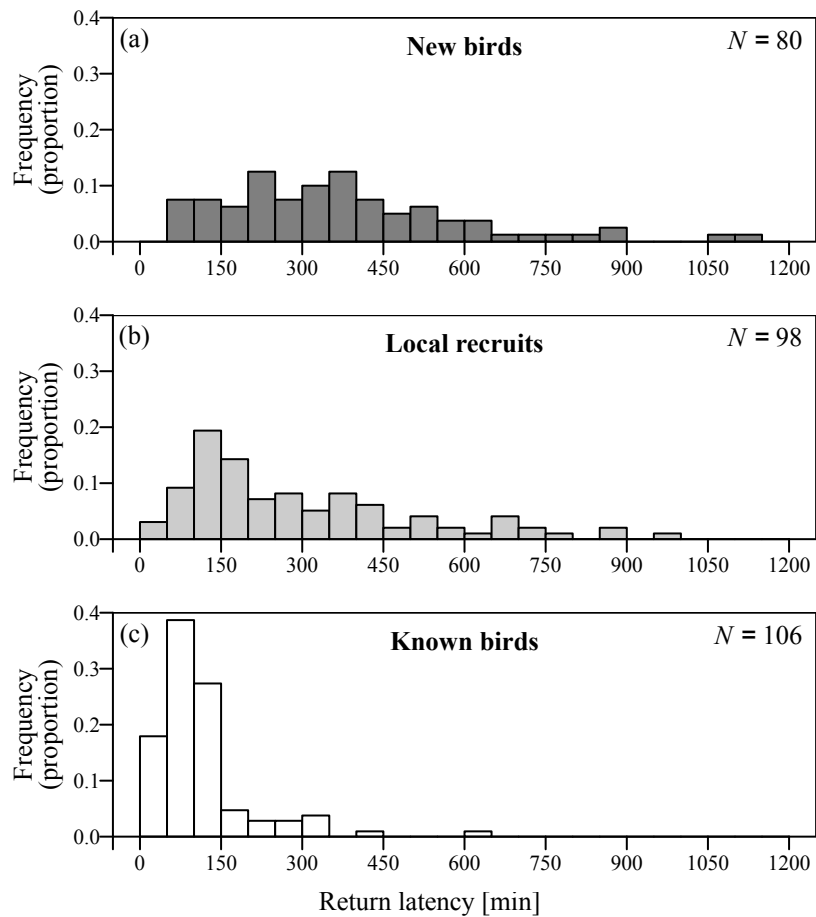 (a)
New birds
N = 80
Frequency
(proportion)
0.4
0.3
0.2
0.1
0.0
0 150 300 450 600 750 900 1050 1200
(b)
Local recruits
N = 98
Frequency
(proportion)
0.4
0.3
0.2
0.1
0.0
0 150 300 450 600 750 900 1050 1200
(c)
Known birds
N = 106
Frequency
(proportion)
0.4
0.3
0.2
0.1
0.0
0 150 300 450 600 750 900 1050 1200
Return latency [min]